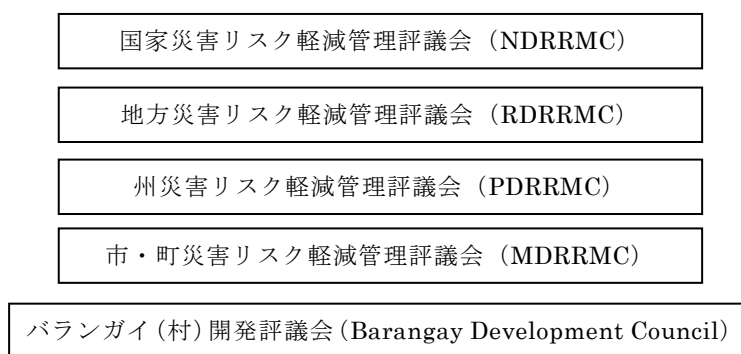 国家災害リスク軽減管理評議会（NDRRMC）
地方災害リスク軽減管理評議会（RDRRMC）
州災害リスク軽減管理評議会（PDRRMC）
市・町災害リスク軽減管理評議会（MDRRMC）
バランガイ（村）開発評議会（Barangay Development Council）